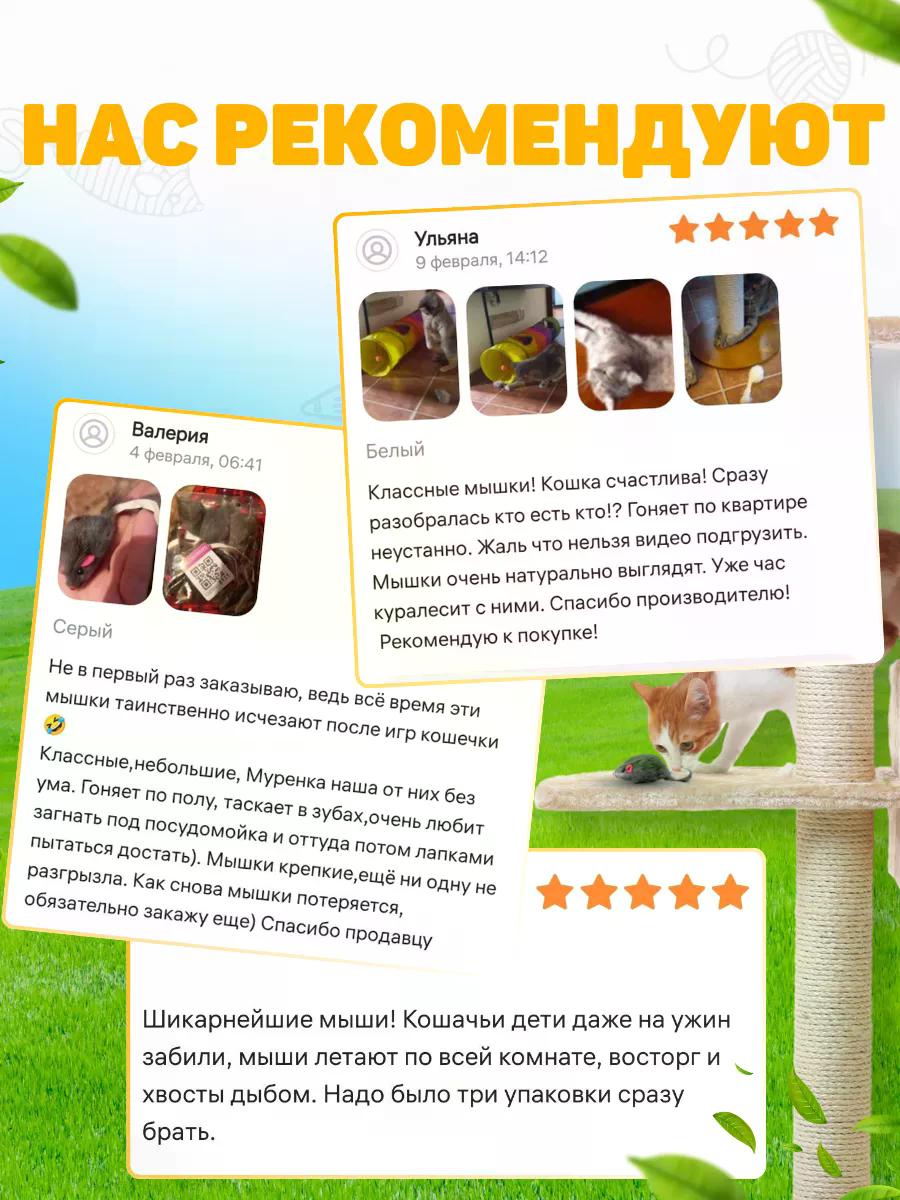 НАС РЕКОМЕНДУЮТ
Ульяна
9 февраля, 14:12
Белый
Классные мышки! Кошка счастлива! Сразу
разобралась кто есть кто!? Гоняет по квартире
неустанно. Жаль что нельзя видео подгрузить.
Мышки очень натурально выглядят. Уже час
куралесит с ними. Спасибо производителю!
Рекомендую к покупке!
Валерия
4 февраля, 06:41
Серый
Не в первый раз заказываю, ведь всё время эти
мышки таинственно исчезают после игр кошечки
🤣
Классные,небольшие, Муренка наша от них без
ума. Гоняет по полу, таскает в зубах,очень любит
загнать под посудомойка и оттуда потом лапками
пытаться достать). Мышки крепкие,ещё ни одну не
разгрызла. Как снова мышки потеряется,
обязательно закажу еще) Спасибо продавцу
Шикарнейшие мыши! Кошачьи дети даже на ужин
забили, мыши летают по всей комнате, восторг и
хвосты дыбом. Надо было три упаковки сразу
брать.